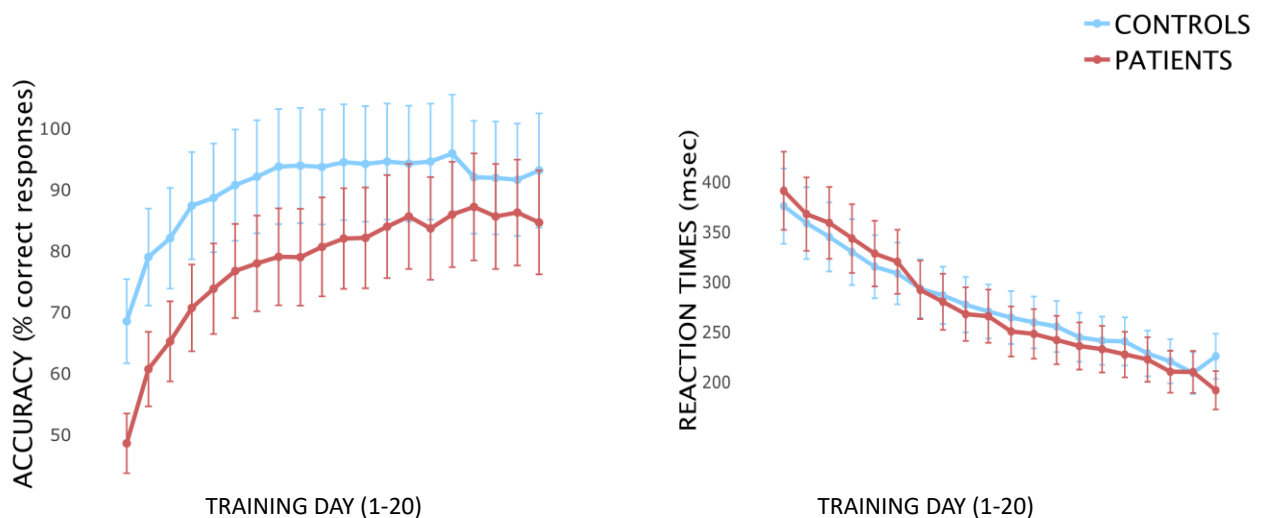 CONTROLS
PATIENTS
ACCURACY (% correct responses)
100
90
80
70
60
50
TRAINING DAY (1-20)
REACTION TIMES (msec)
400
350
300
250
200
TRAINING DAY (1-20)